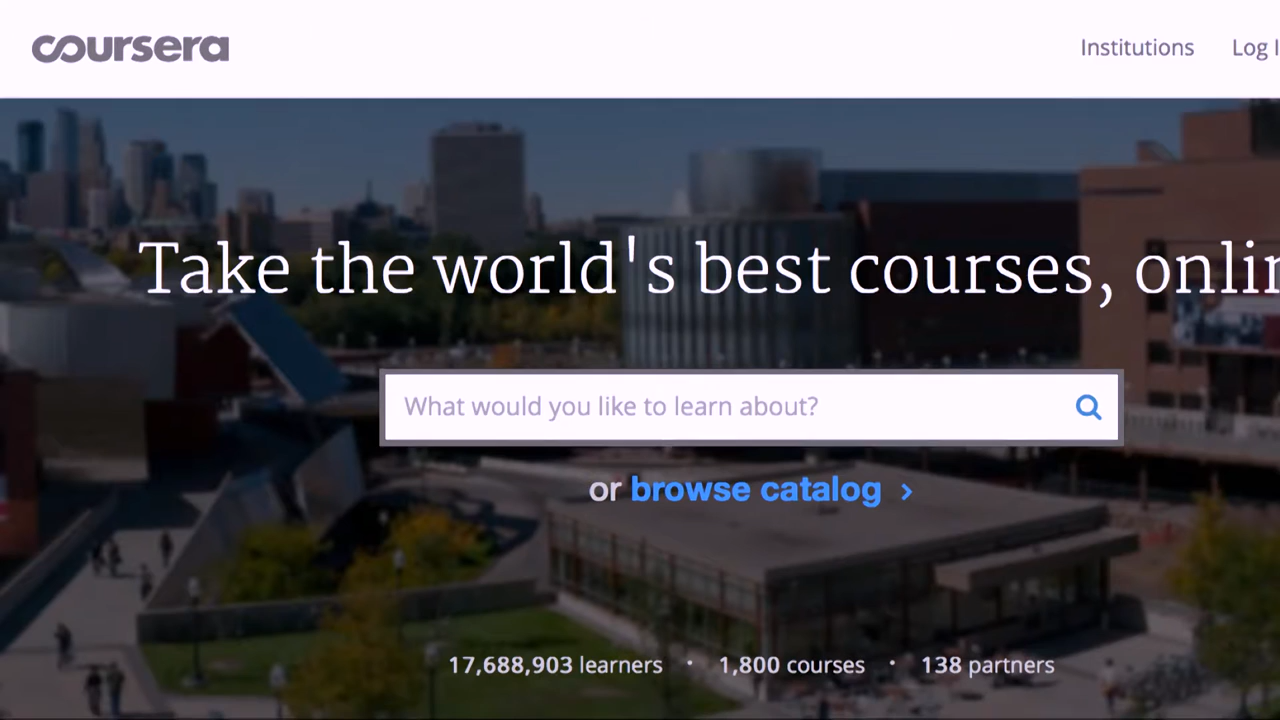 coursera
Institutions
Log I
Take the world's best courses, onlin
What would you like to learn about?
or browse catalog ›
17,688,903 learners · 1,800 courses · 138 partners